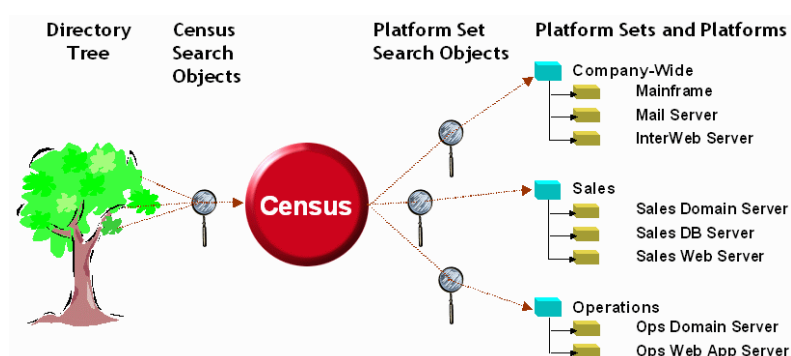 Directory
Tree
Census
Search
Objects
Platform Set
Search Objects
Platform Sets and Platforms
Census
Company-Wide
Mainframe
Mail Server
InterWeb Server
Sales
Sales Domain Server
Sales DB Server
Sales Web Server
Operations
Ops Domain Server
Ops Web App Server